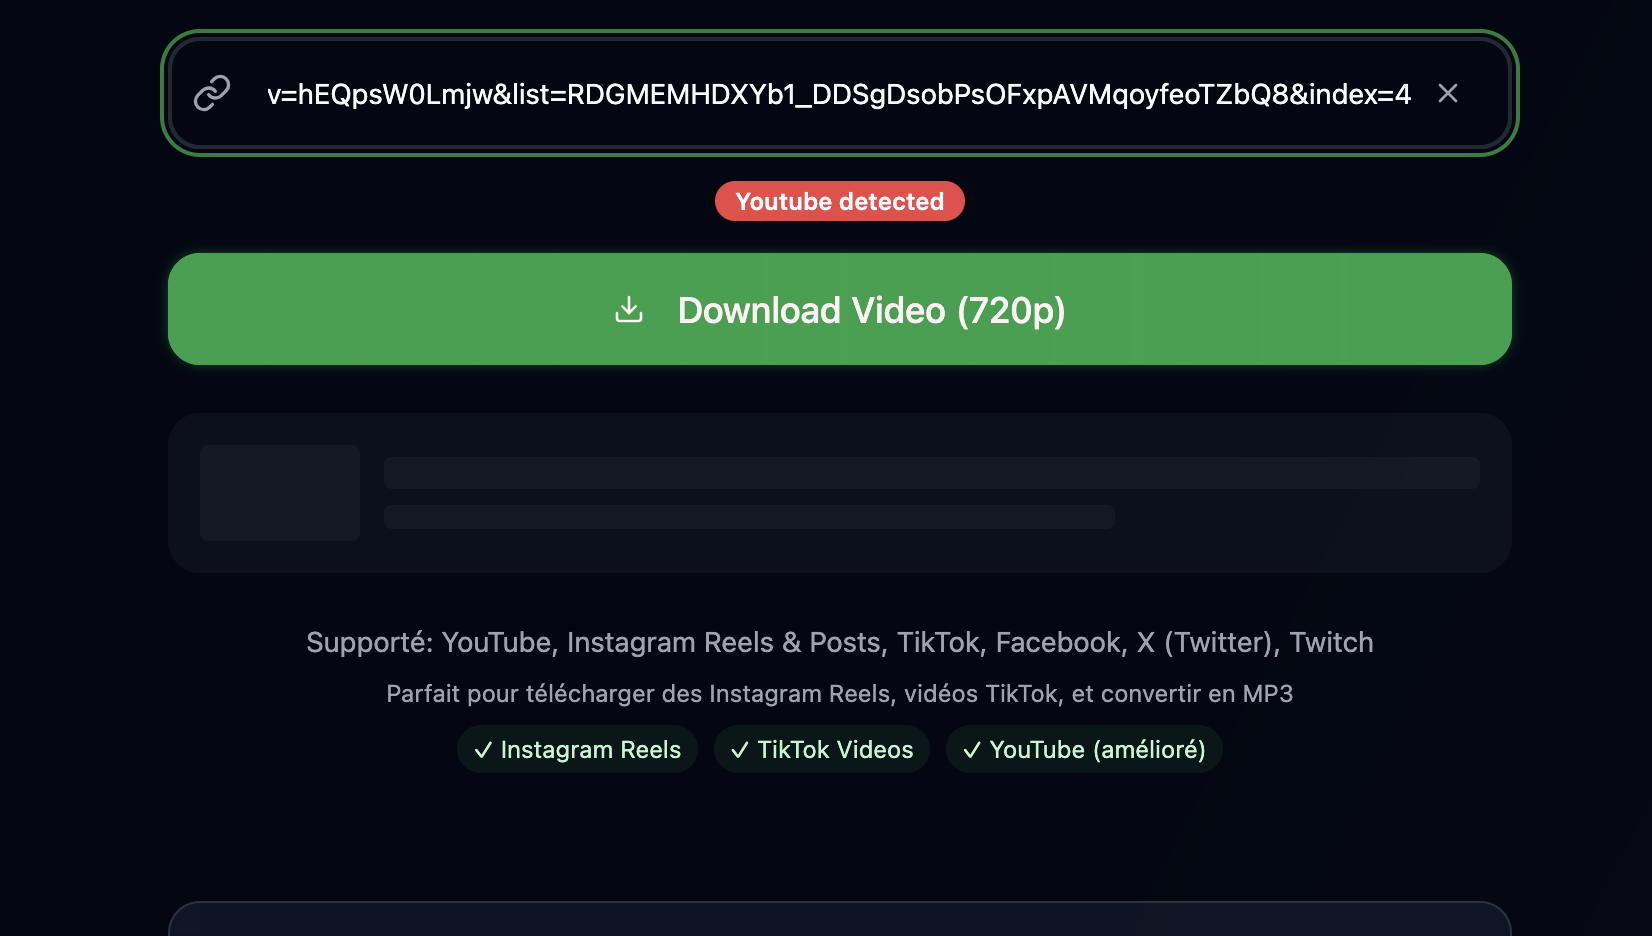 v=hEQpsW0Lmjw&list=RDGMEMHDXYb1_DDSgDsobPsOFxpAVMqoyfeoTZbQ8&index=4
Youtube detected
Download Video (720p)
Supporté: YouTube, Instagram Reels & Posts, TikTok, Facebook, X (Twitter), Twitch
Parfait pour télécharger des Instagram Reels, vidéos TikTok, et convertir en MP3
✓ Instagram Reels ✓ TikTok Videos ✓ YouTube (amélioré)